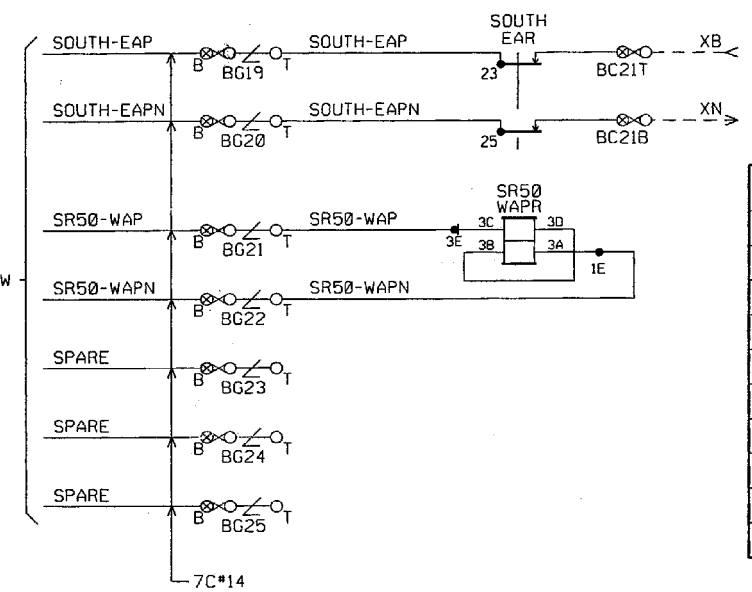 SOUTH
EAR
SOUTH-EAP B BG19 T SOUTH-EAP 23 BC21T XB
SOUTH-EAPN B BG20 T SOUTH-EAPN 25 BC21B XN
SR50
WAPR
SR50-WAP B BG21 T SR50-WAP 3E 3C 3D
3B 3A 1E
W
SR50-WAPN B BG22 T SR50-WAPN
SPARE B BG23 T
SPARE B BG24 T
SPARE B BG25 T
7C#14